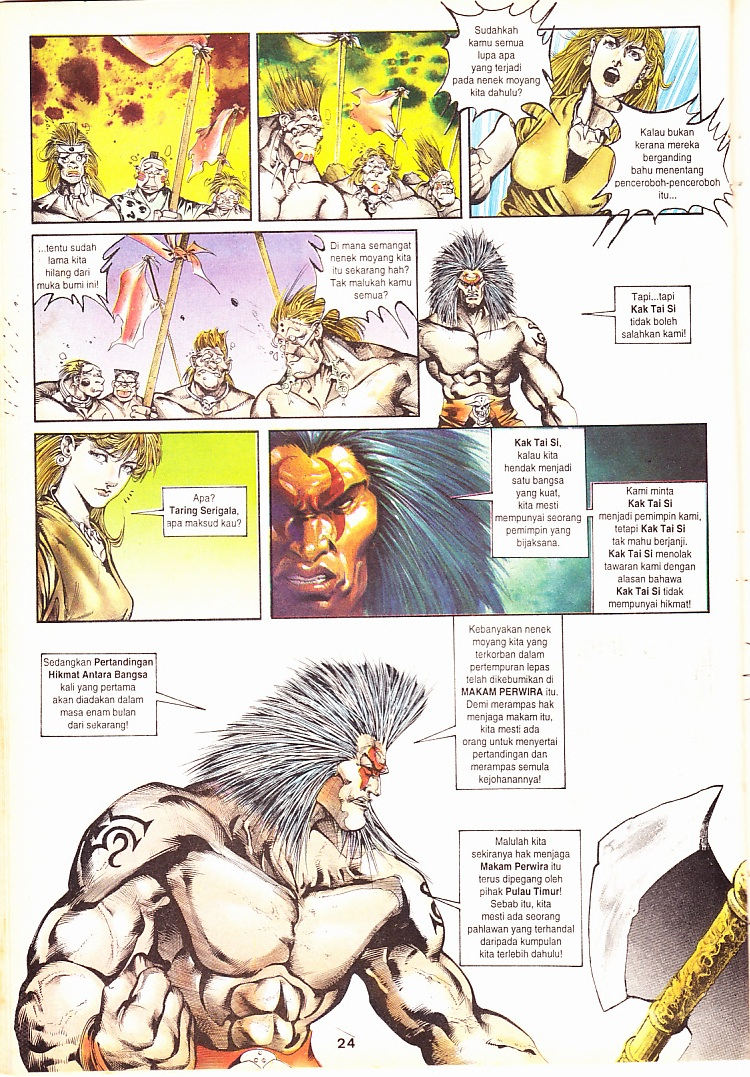 Sudahkah
kamu semua
lupa apa
yang terjadi
pada nenek moyang
kita dahulu?
Kalau bukan
kerana mereka
berganding
bahu menentang
penceroboh-penceroboh
itu...
...tentu sudah
lama kita
hilang dari
muka bumi ini!
Di mana semangat
nenek moyang kita
itu sekarang hah?
Tak malukah kamu
semua?
Tapi...tapi
Kak Tai Si
tidak boleh
salahkan kami!
Apa?
Taring Serigala,
apa maksud kau?
Kak Tai Si,
kalau kita
hendak menjadi
satu bangsa
yang kuat,
kita mesti
mempunyai seorang
pemimpin yang
bijaksana.
Kami minta
Kak Tai Si
menjadi pemimpin kami,
tetapi Kak Tai Si
tak mahu berjanji.
Kak Tai Si menolak
tawaran kami dengan
alasan bahawa
Kak Tai Si tidak
mempunyai hikmat!
Sedangkan Pertandingan
Hikmat Antara Bangsa
kali yang pertama
akan diadakan dalam
masa enam bulan
dari sekarang!
Kebanyakan nenek
moyang kita yang
terkorban dalam
pertempuran lepas
telah dikebumikan di
MAKAM PERWIRA itu.
Demi merampas hak
menjaga makam itu,
kita mesti ada
orang untuk menyertai
pertandingan dan
merampas semula
kejohanannya!
Malulah kita
sekiranya hak menjaga
Makam Perwira itu
terus dipegang oleh
pihak Pulau Timur!
Sebab itu, kita
mesti ada seorang
pahlawan yang terhandal
daripada kumpulan
kita terlebih dahulu!
24